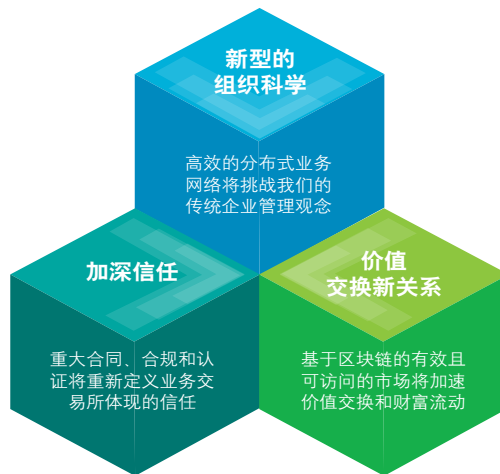 新型的
组织科学
高效的分布式业务
网络将挑战我们的
传统企业管理观念
加深信任
重大合同、合规和认
证将重新定义业务交
易所体现的信任
价值
交换新关系
基于区块链的有效且
可访问的市场将加速
价值交换和财富流动